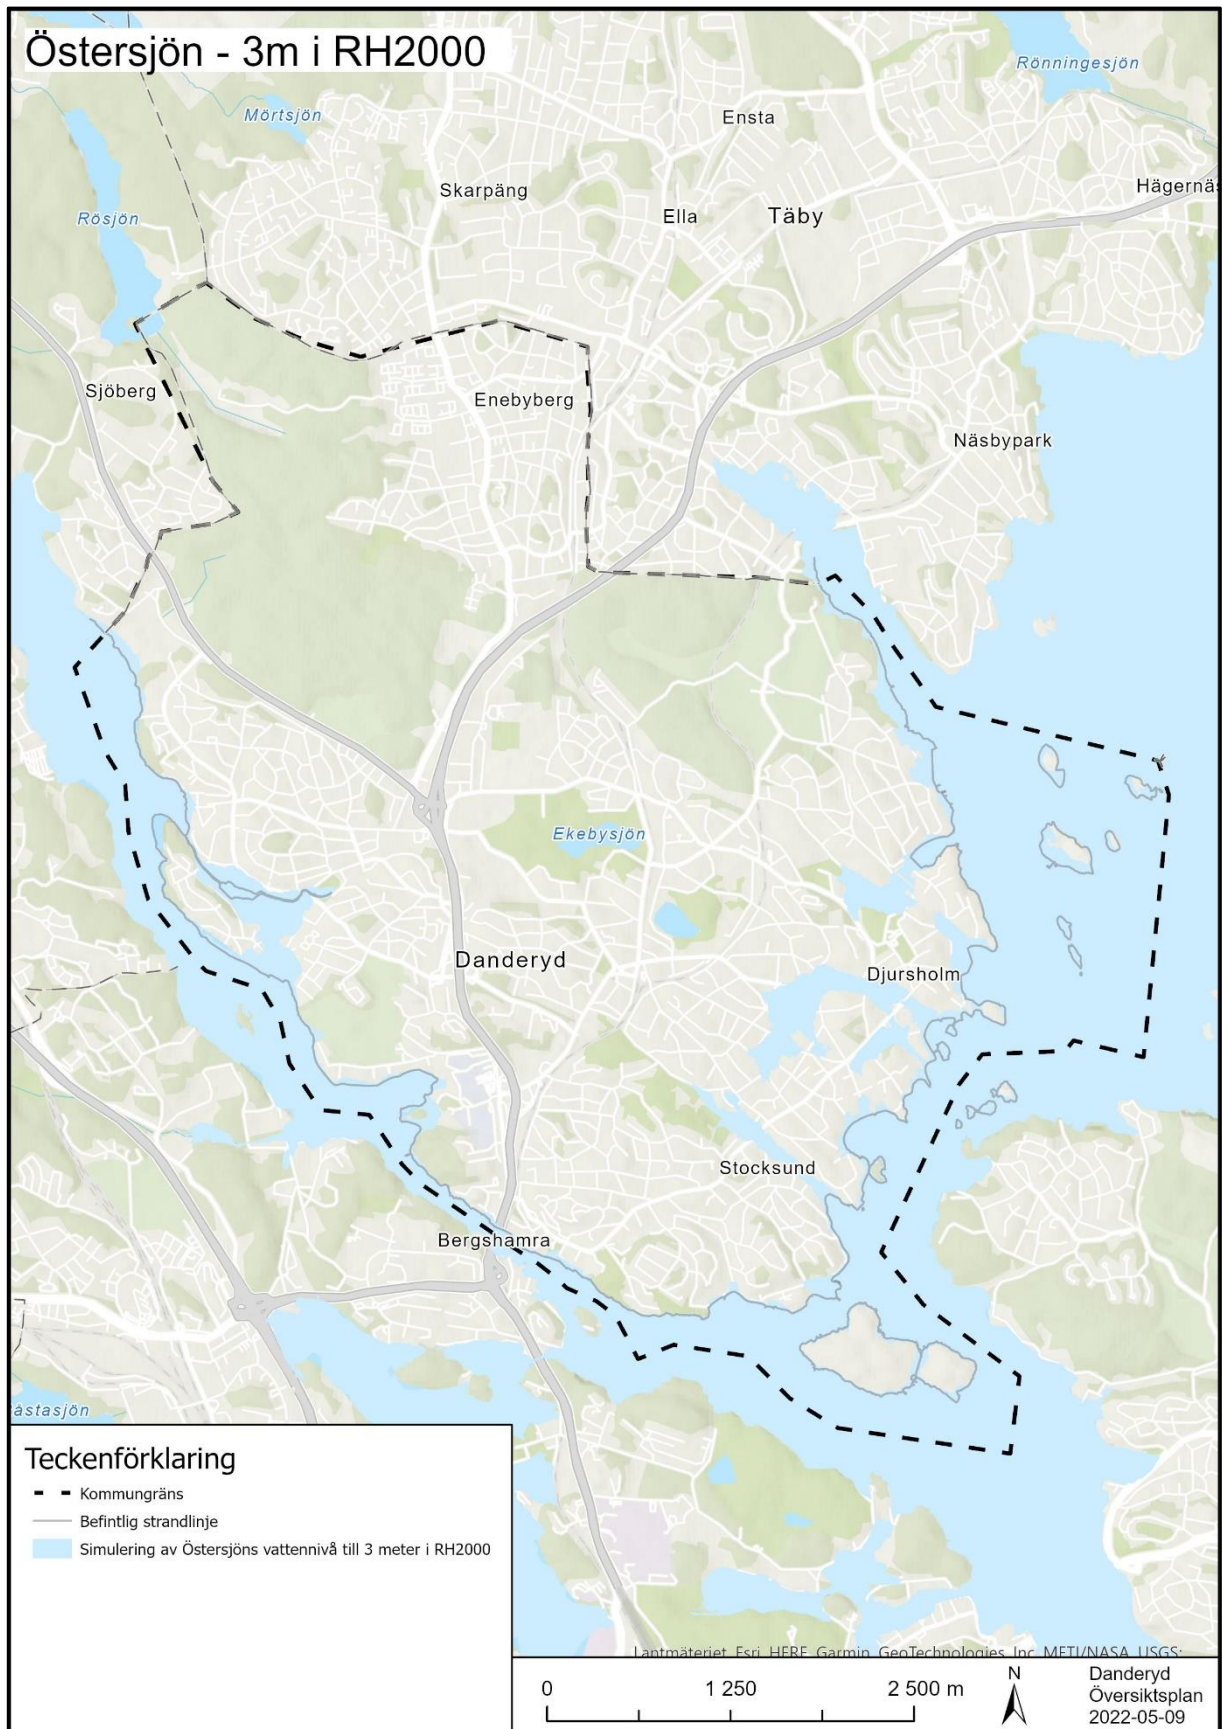 Östersjön - 3m i RH2000
Rönningesjön
Mörtsjön
Ensta
Skarpäng
Hägernäs
Rösjön
Ella
Täby
Sjöberg
Enebyberg
Näsbypark
Ekebysjön
Danderyd
Djursholm
Stocksund
Bergshamra
åstasjön
Teckenförklaring
Kommungräns
Befintlig strandlinje
Simulering av Östersjöns vattennivå till 3 meter i RH2000
Lantmäteriet, Esri, HERE, Garmin, GeoTechnologies, Inc, METI/NASA, USGS;
0 1 250 2 500 m
N
Danderyd
Översiktsplan
2022-05-09